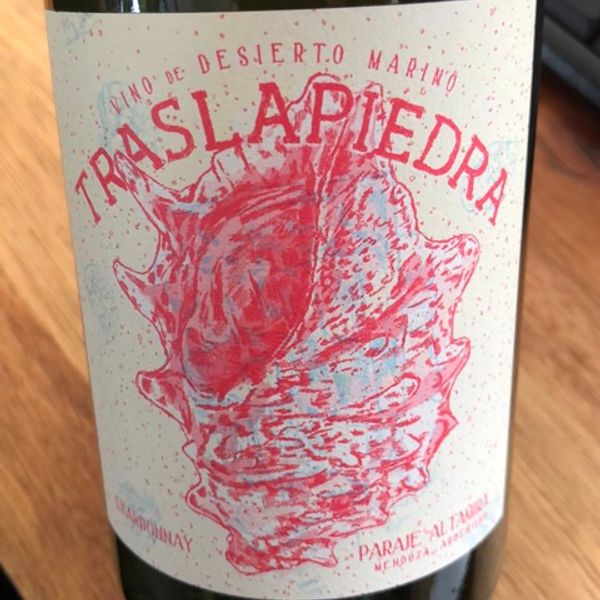 VINO DE DESIERTO MARINO
TRASLAPIEDRA
CHARDONNAY
PARAJE ALTAMIRA
MENDOZA, ARGENTINA